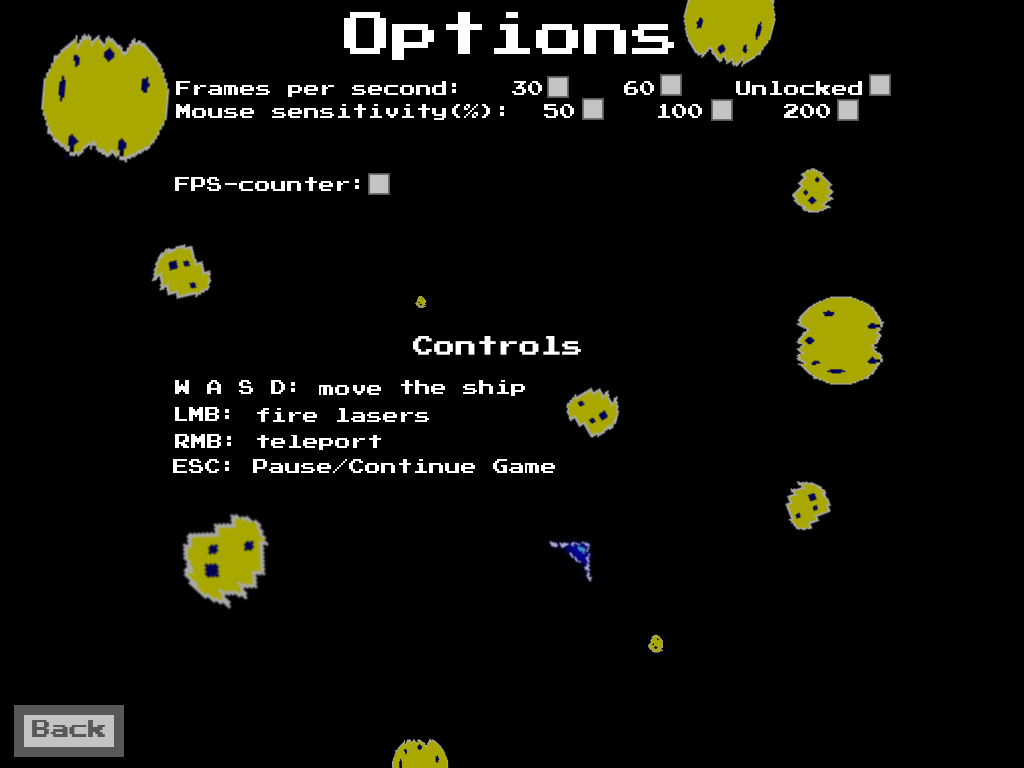 Options
Frames per second: 30 60 Unlocked
Mouse sensitivity(%): 50 100 200
FPS-counter:
Controls
W A S D: move the ship
LMB: fire lasers
RMB: teleport
ESC: Pause/Continue Game
Back